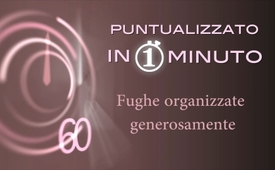 PUNTUALIZZATO
IN 1 MINUTO
Fughe organizzate
generosamente
60